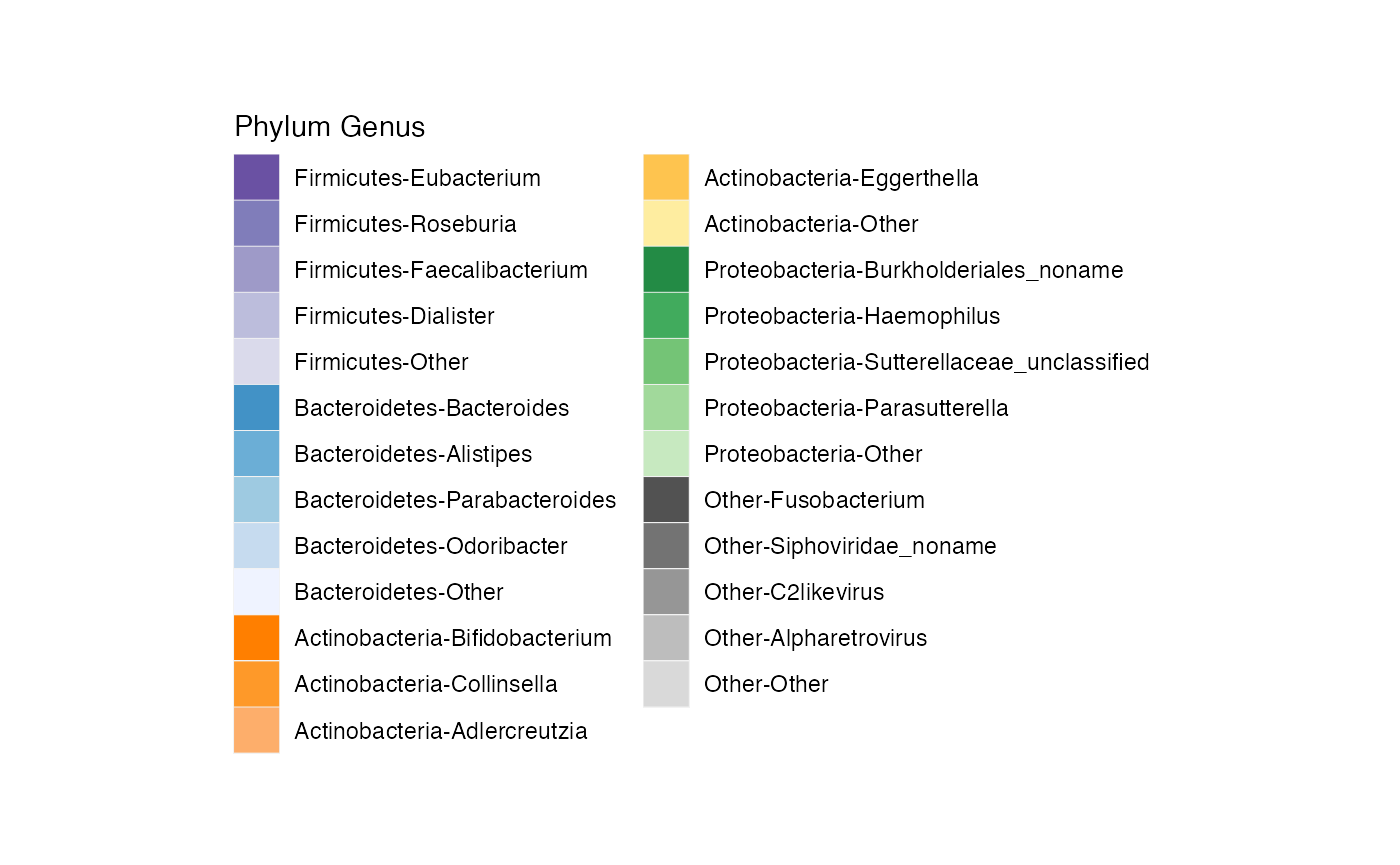 Phylum Genus
Firmicutes-Eubacterium
Firmicutes-Roseburia
Firmicutes-Faecalibacterium
Firmicutes-Dialister
Firmicutes-Other
Bacteroidetes-Bacteroides
Bacteroidetes-Alistipes
Bacteroidetes-Parabacteroides
Bacteroidetes-Odoribacter
Bacteroidetes-Other
Actinobacteria-Bifidobacterium
Actinobacteria-Collinsella
Actinobacteria-Adlercreutzia
Actinobacteria-Eggerthella
Actinobacteria-Other
Proteobacteria-Burkholderiales_noname
Proteobacteria-Haemophilus
Proteobacteria-Sutterellaceae_unclassified
Proteobacteria-Parasutterella
Proteobacteria-Other
Other-Fusobacterium
Other-Siphoviridae_noname
Other-C2likevirus
Other-Alpharetrovirus
Other-Other